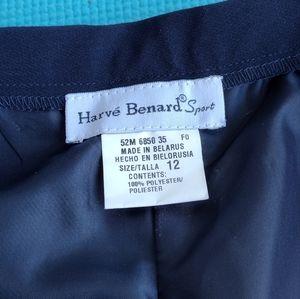 Harvé Benard® Sport
52M 6850 35 F0
MADE IN BELARUS
HECHO EN BIELORUSIA
SIZE/TALLA 12
CONTENTS:
100% POLYESTER/
POLIESTER